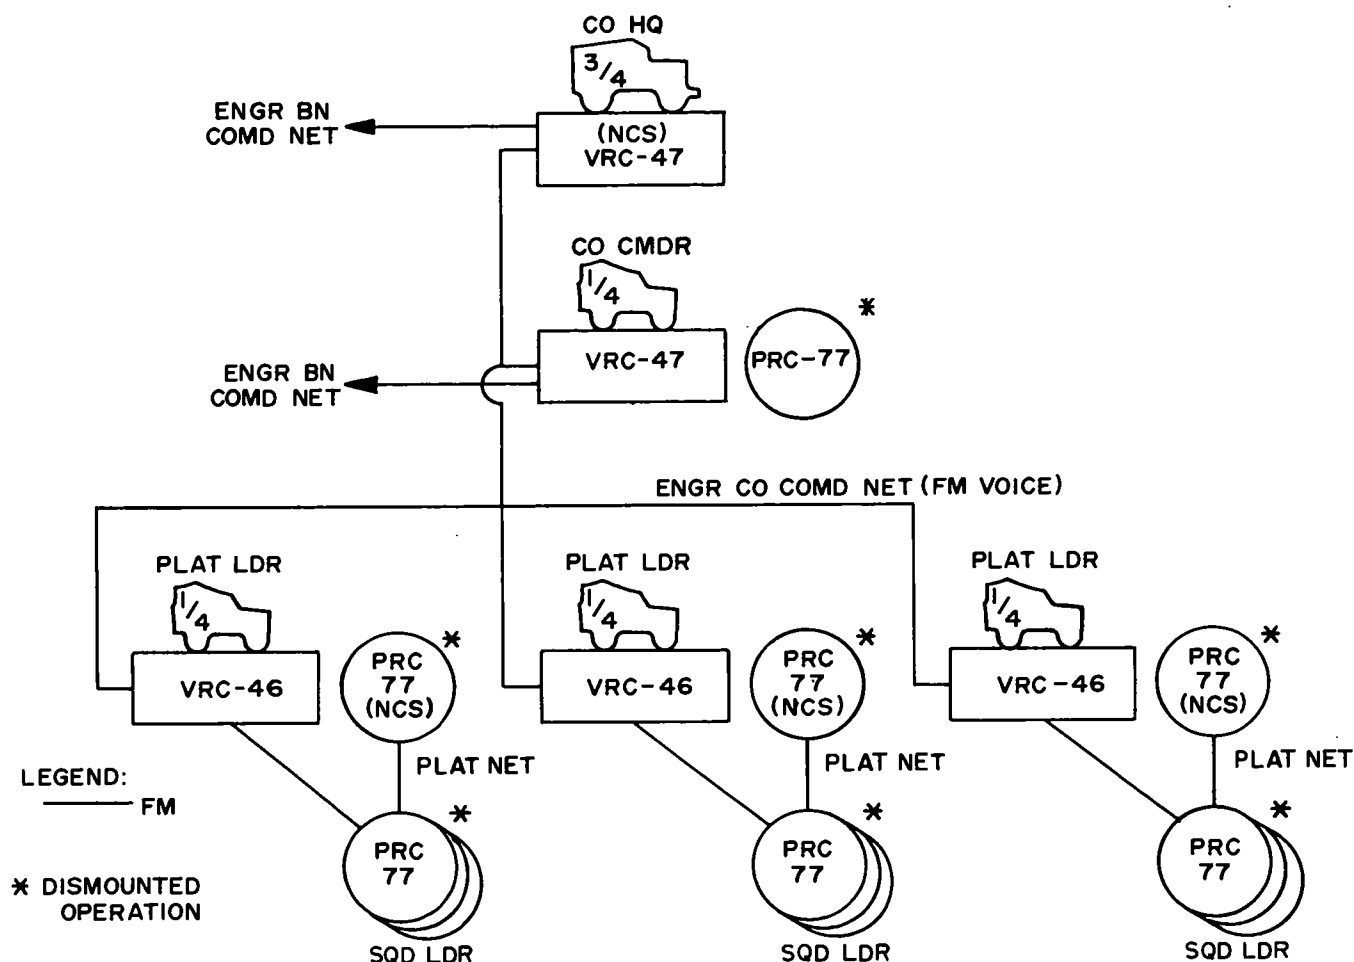 CO HQ
3/4
ENGR BN
COMD NET
(NCS)
VRC-47
CO CMDR
1/4
*
VRC-47
PRC-77
ENGR BN
COMD NET
ENGR CO COMD NET (FM VOICE)
PLAT LDR
PLAT LDR
PLAT LDR
1/4
1/4
1/4
*
*
*
VRC-46
PRC
77
(NCS)
VRC-46
PRC
77
(NCS)
VRC-46
PRC
77
(NCS)
PLAT NET
PLAT NET
PLAT NET
LEGEND:
FM
*
*
*
PRC
77
PRC
77
PRC
77
* DISMOUNTED
OPERATION
SQD LDR
SQD LDR
SQD LDR